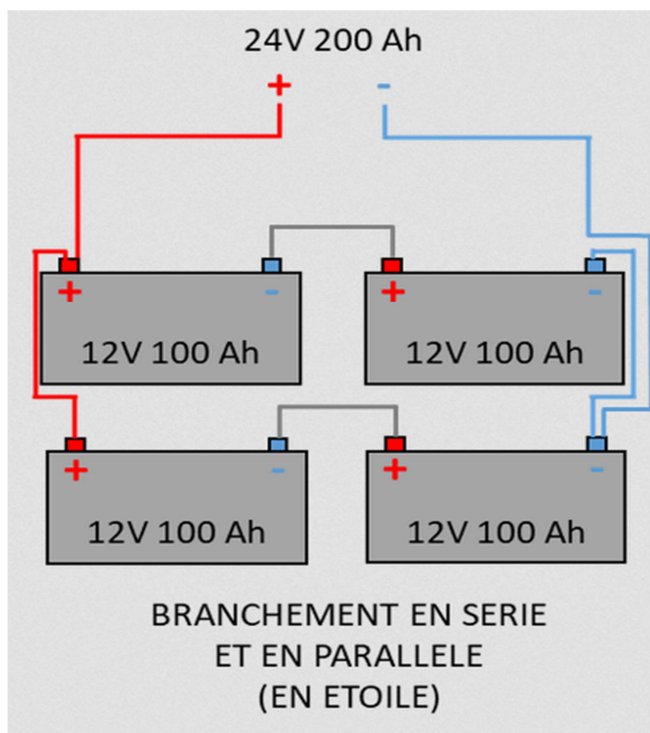 24V 200 Ah
+ -
+ - + -
12V 100 Ah 12V 100 Ah
+ - + -
12V 100 Ah 12V 100 Ah
BRANCHEMENT EN SERIE
ET EN PARALLELE
(EN ETOILE)